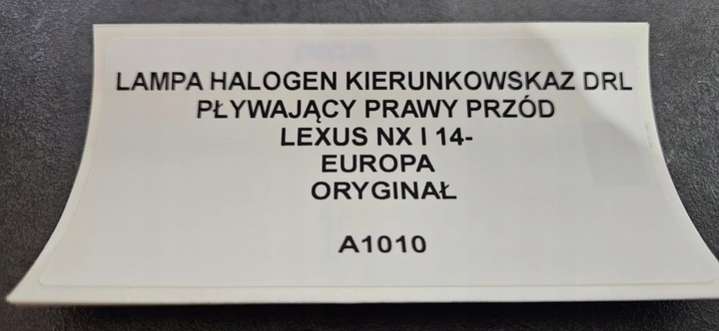 LAMPA HALOGEN KIERUNKOWSKAZ DRL
PŁYWAJĄCY PRAWY PRZÓD
LEXUS NX I 14-
EUROPA
ORYGINAŁ
A1010